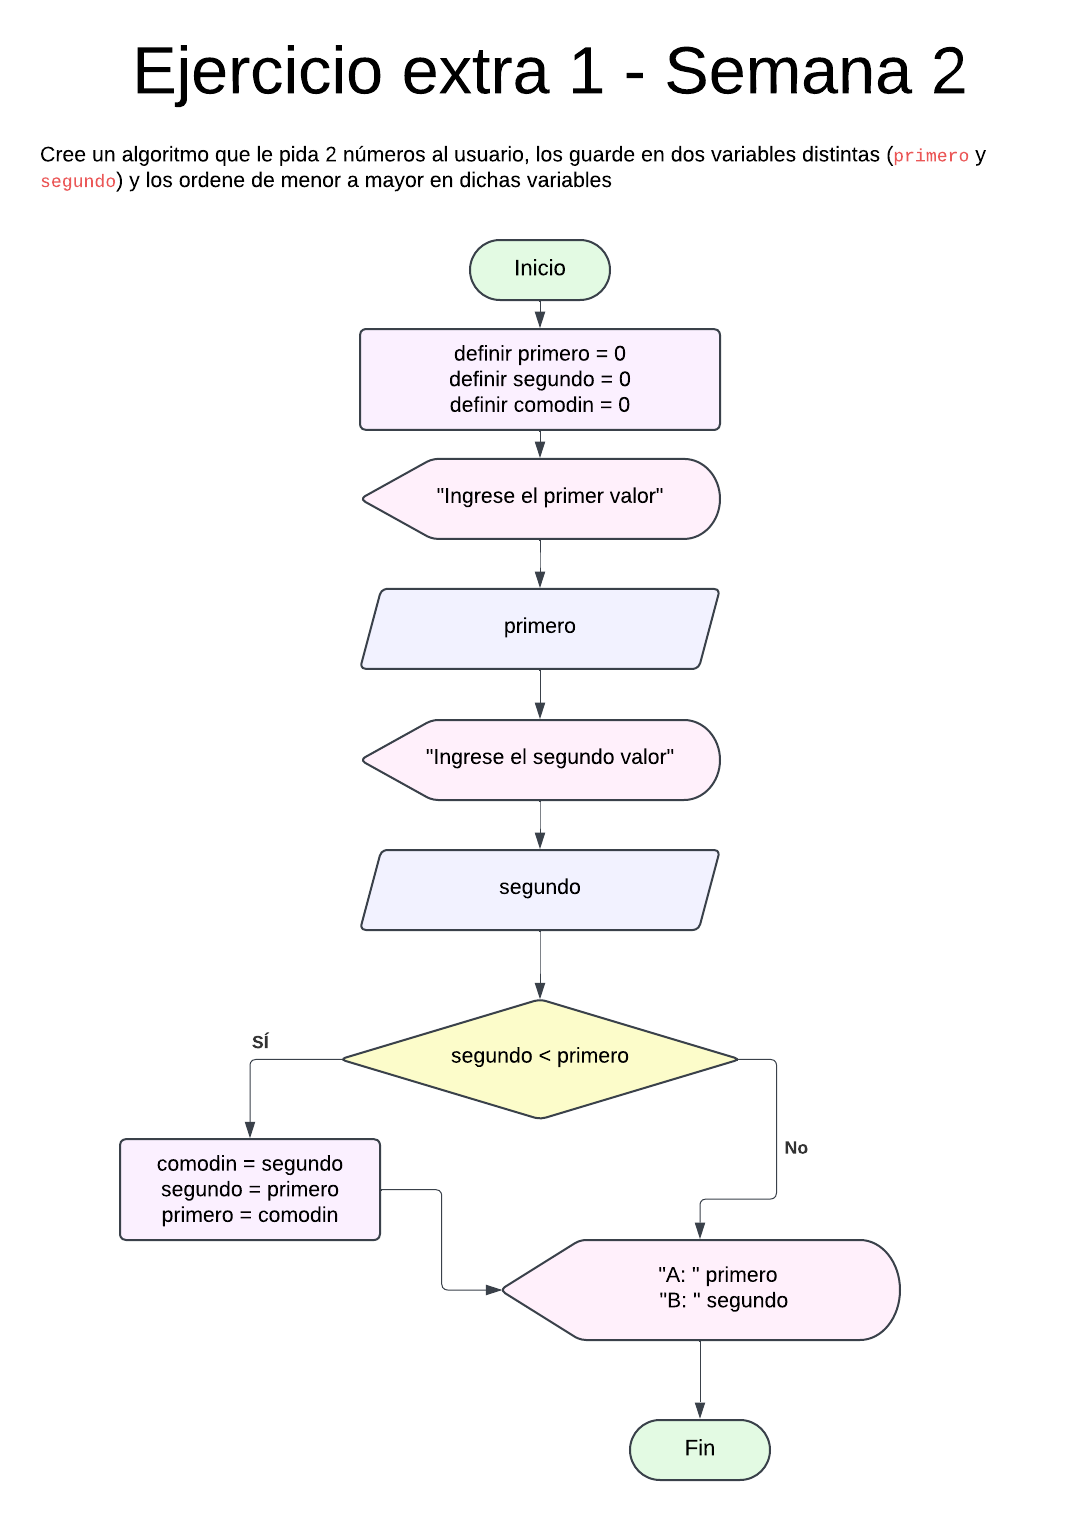 Ejercicio extra 1 - Semana 2
Cree un algoritmo que le pida 2 números al usuario, los guarde en dos variables distintas (primero y
segundo) y los ordene de menor a mayor en dichas variables
Inicio
definir primero = 0
definir segundo = 0
definir comodin = 0
"Ingrese el primer valor"
primero
"Ingrese el segundo valor"
segundo
segundo < primero
SÍ
No
comodin = segundo
segundo = primero
primero = comodin
"A: " primero
"B: " segundo
Fin